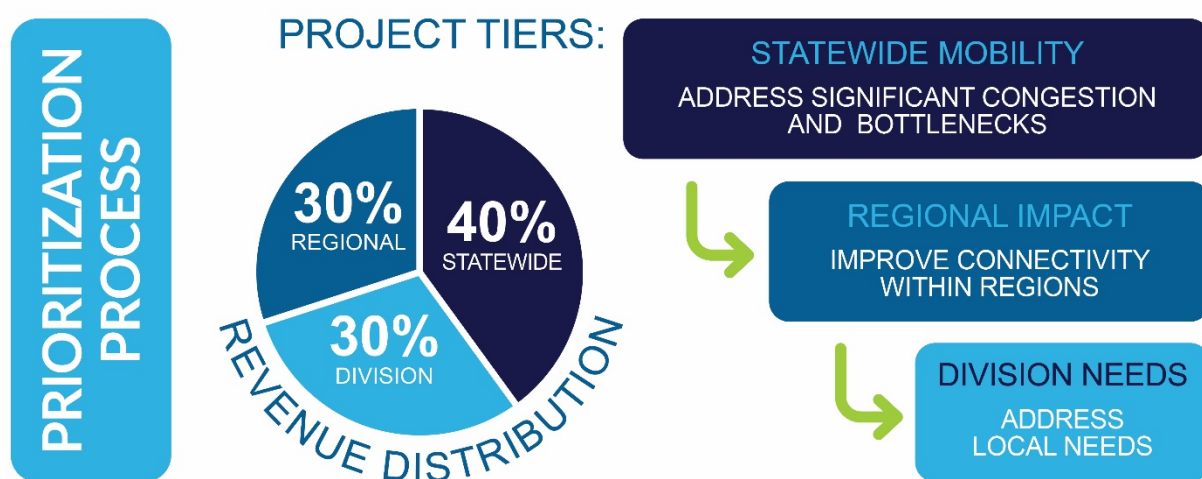 PRIORITIZATION
PROCESS
PROJECT TIERS:
30%
REGIONAL
40%
STATEWIDE
30%
DIVISION
REVENUE DISTRIBUTION
STATEWIDE MOBILITY
ADDRESS SIGNIFICANT CONGESTION
AND BOTTLENECKS
REGIONAL IMPACT
IMPROVE CONNECTIVITY
WITHIN REGIONS
DIVISION NEEDS
ADDRESS
LOCAL NEEDS